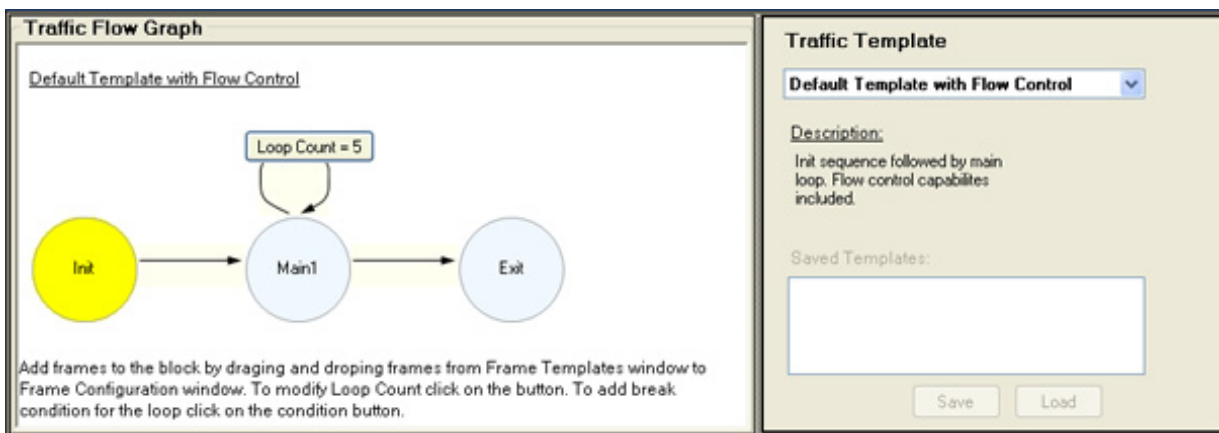 Traffic Flow Graph
Default Template with Flow Control
Loop Count = 5
Init
Main1
Exit
Add frames to the block by draging and droping frames from Frame Templates window to
Frame Configuration window. To modify Loop Count click on the button. To add break
condition for the loop click on the condition button.
Traffic Template
Default Template with Flow Control
Description:
Init sequence followed by main
loop. Flow control capabilites
included.
Saved Templates:
Save
Load